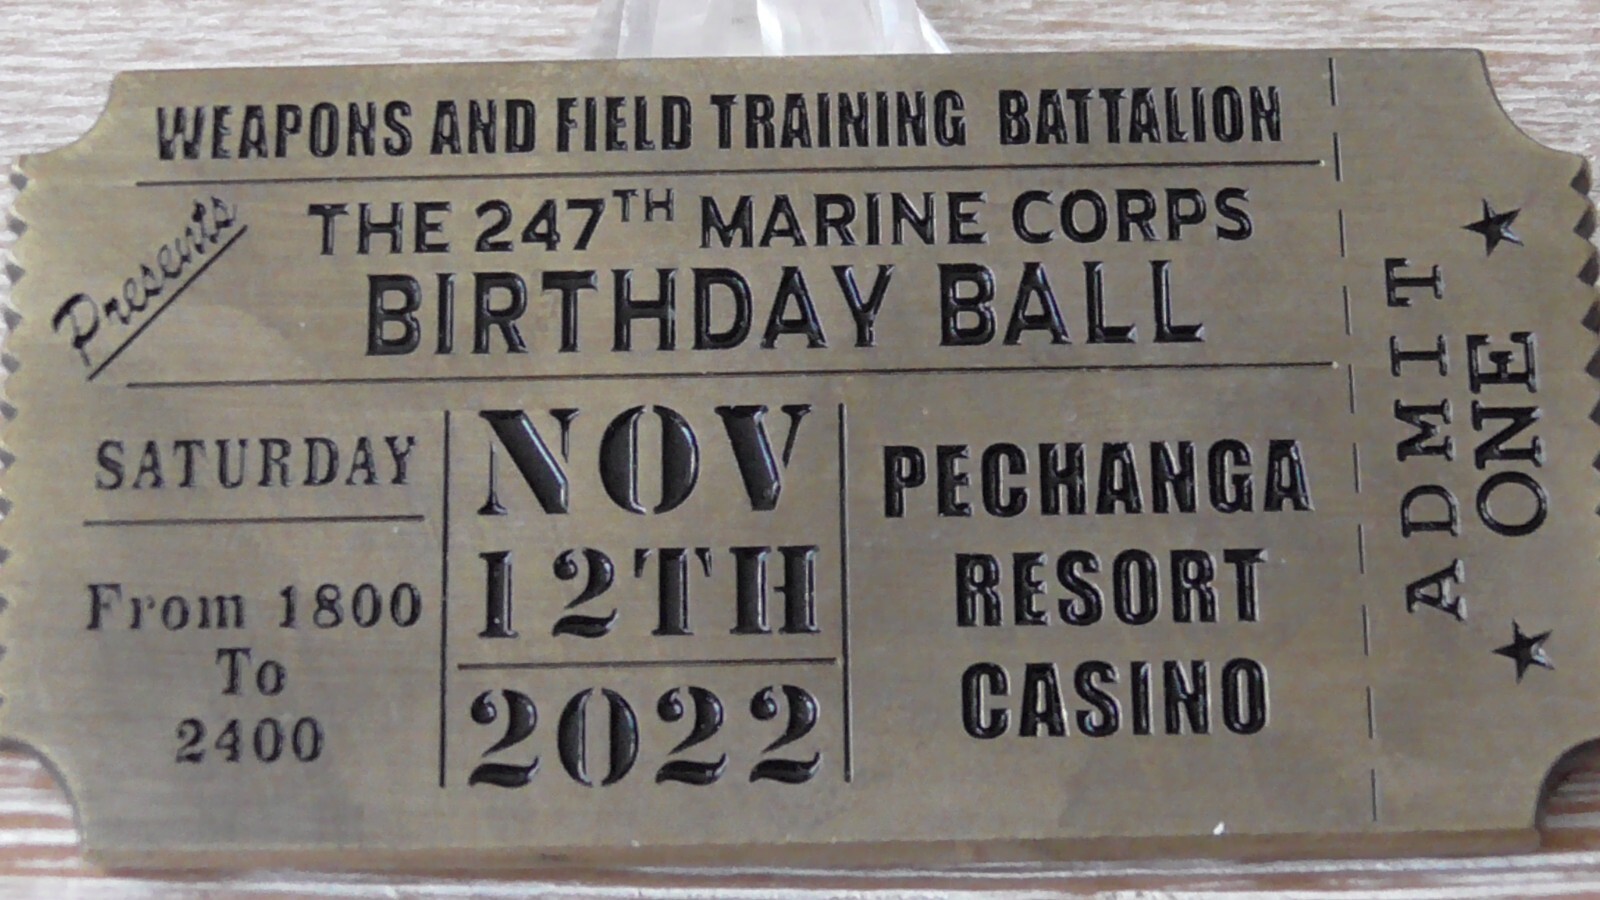 WEAPONS AND FIELD TRAINING BATTALION
Presents
THE 247TH MARINE CORPS
BIRTHDAY BALL
SATURDAY
From 1800
To
2400
NOV
12TH
2022
PECHANGA
RESORT
CASINO
ADMIT
ONE